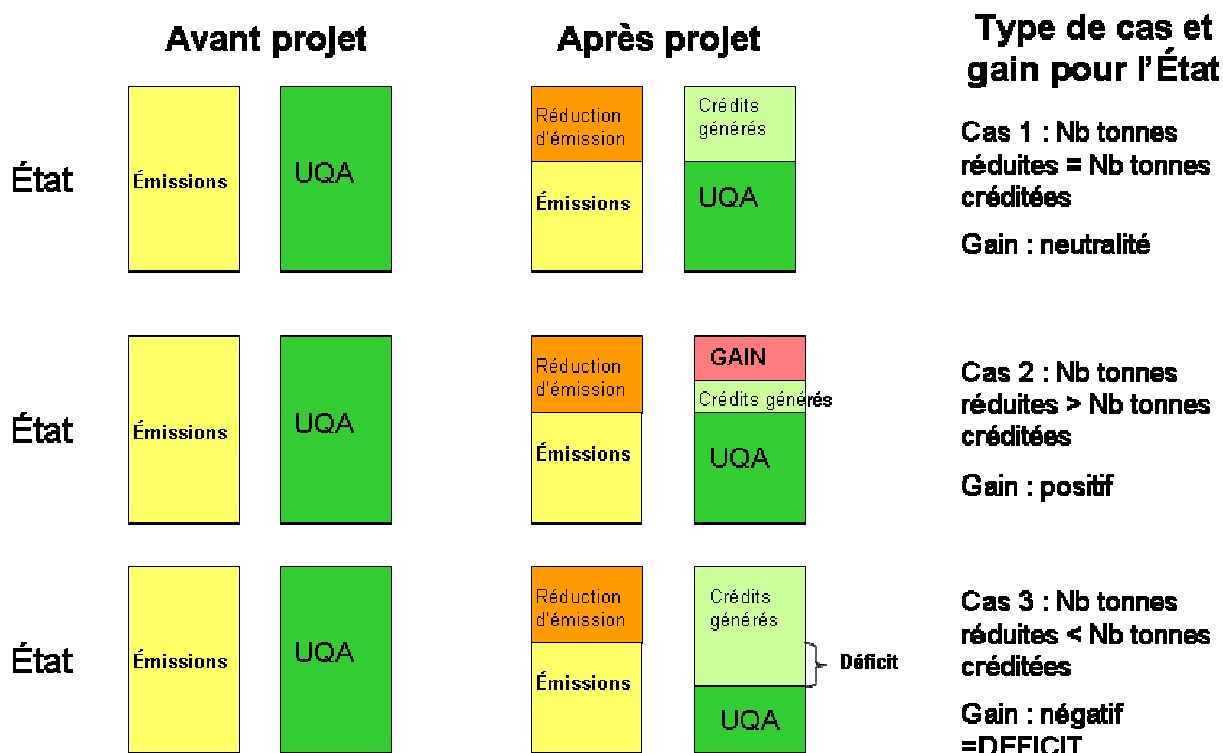 Avant projet
Après projet
Type de cas et
gain pour l'État
État
Émissions
UQA
Réduction
d'émission
Émissions
Crédits
générés
UQA
Cas 1 : Nb tonnes
réduites = Nb tonnes
créditées
Gain : neutralité
État
Émissions
UQA
Réduction
d'émission
Émissions
GAIN
Crédits générés
UQA
Cas 2 : Nb tonnes
réduites > Nb tonnes
créditées
Gain : positif
État
Émissions
UQA
Réduction
d'émission
Émissions
Crédits
générés
Déficit
UQA
Cas 3 : Nb tonnes
réduites < Nb tonnes
créditées
Gain : négatif
=DEFICIT